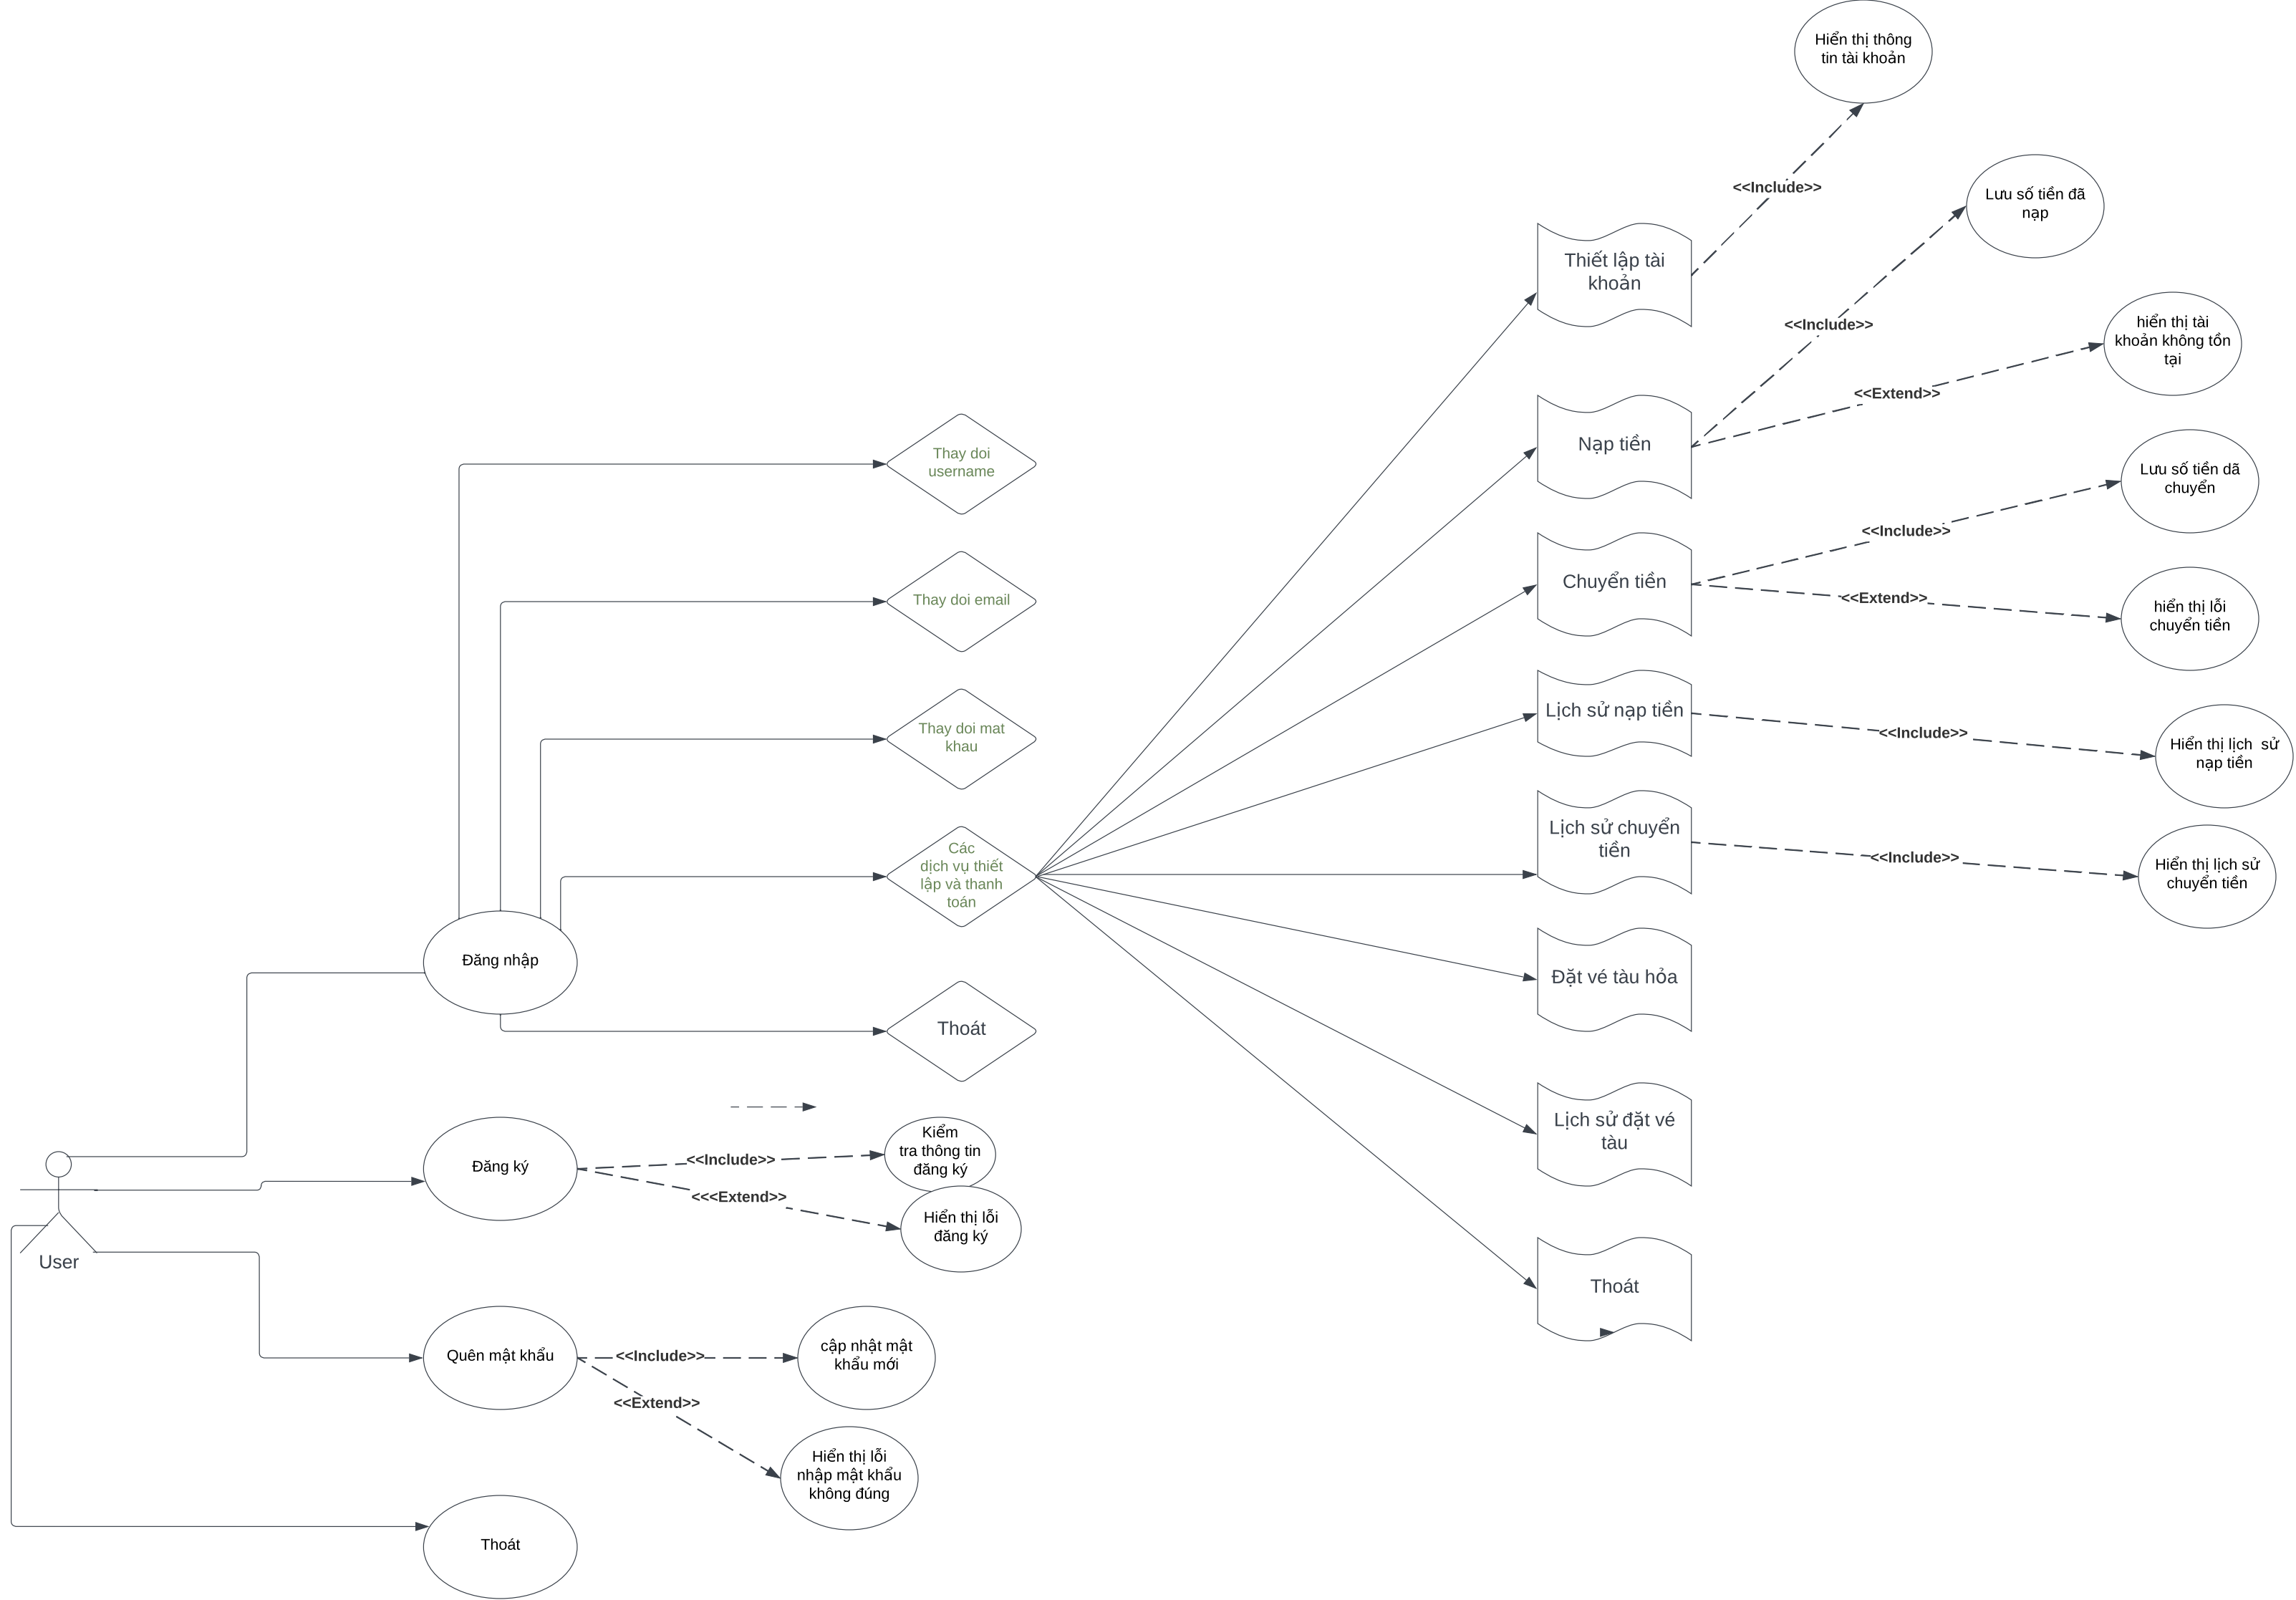 Hiển thị thông
tin tài khoản
<<Include>>
Lưu số tiền đã
nạp
Thiết lập tài
khoản
<<Include>>
hiển thị tài
khoản không tồn
tại
<<Extend>>
Nạp tiền
Thay doi
username
Lưu số tiền dã
chuyển
<<Include>>
Chuyển tiền
<<Extend>>
hiển thị lỗi
chuyển tiền
Thay doi email
Lịch sử nạp tiền
<<Include>>
Hiển thị lịch  sử
nạp tiền
Thay doi mat
khau
Lịch sử chuyển
tiền
<<Include>>
Hiển thị lịch sử
chuyển tiền
Các
dịch vụ thiết
lập và thanh
toán
Đăng nhập
Đặt vé tàu hỏa
Thoát
Lịch sử đặt vé
tàu
Đăng ký
<<Include>>
Kiểm
tra thông tin
đăng ký
<<<Extend>>
Hiển thị lỗi
đăng ký
User
Thoát
Quên mật khẩu
<<Include>>
cập nhật mật
khẩu mới
<<Extend>>
Hiển thị lỗi
nhập mật khẩu
không đúng
Thoát